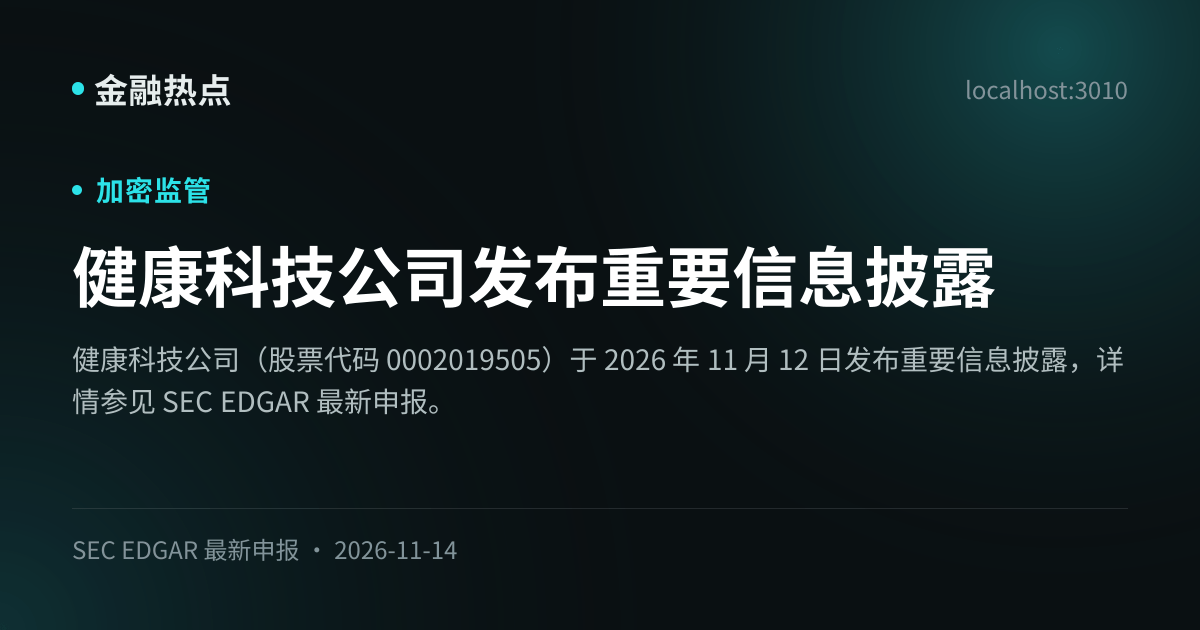 金融热点
localhost:3010
加密监管
健康科技公司发布重要信息披露
健康科技公司（股票代码 0002019505）于 2026 年 11 月 12 日发布重要信息披露，详
情参见 SEC EDGAR 最新申报。
SEC EDGAR 最新申报 · 2026-11-14